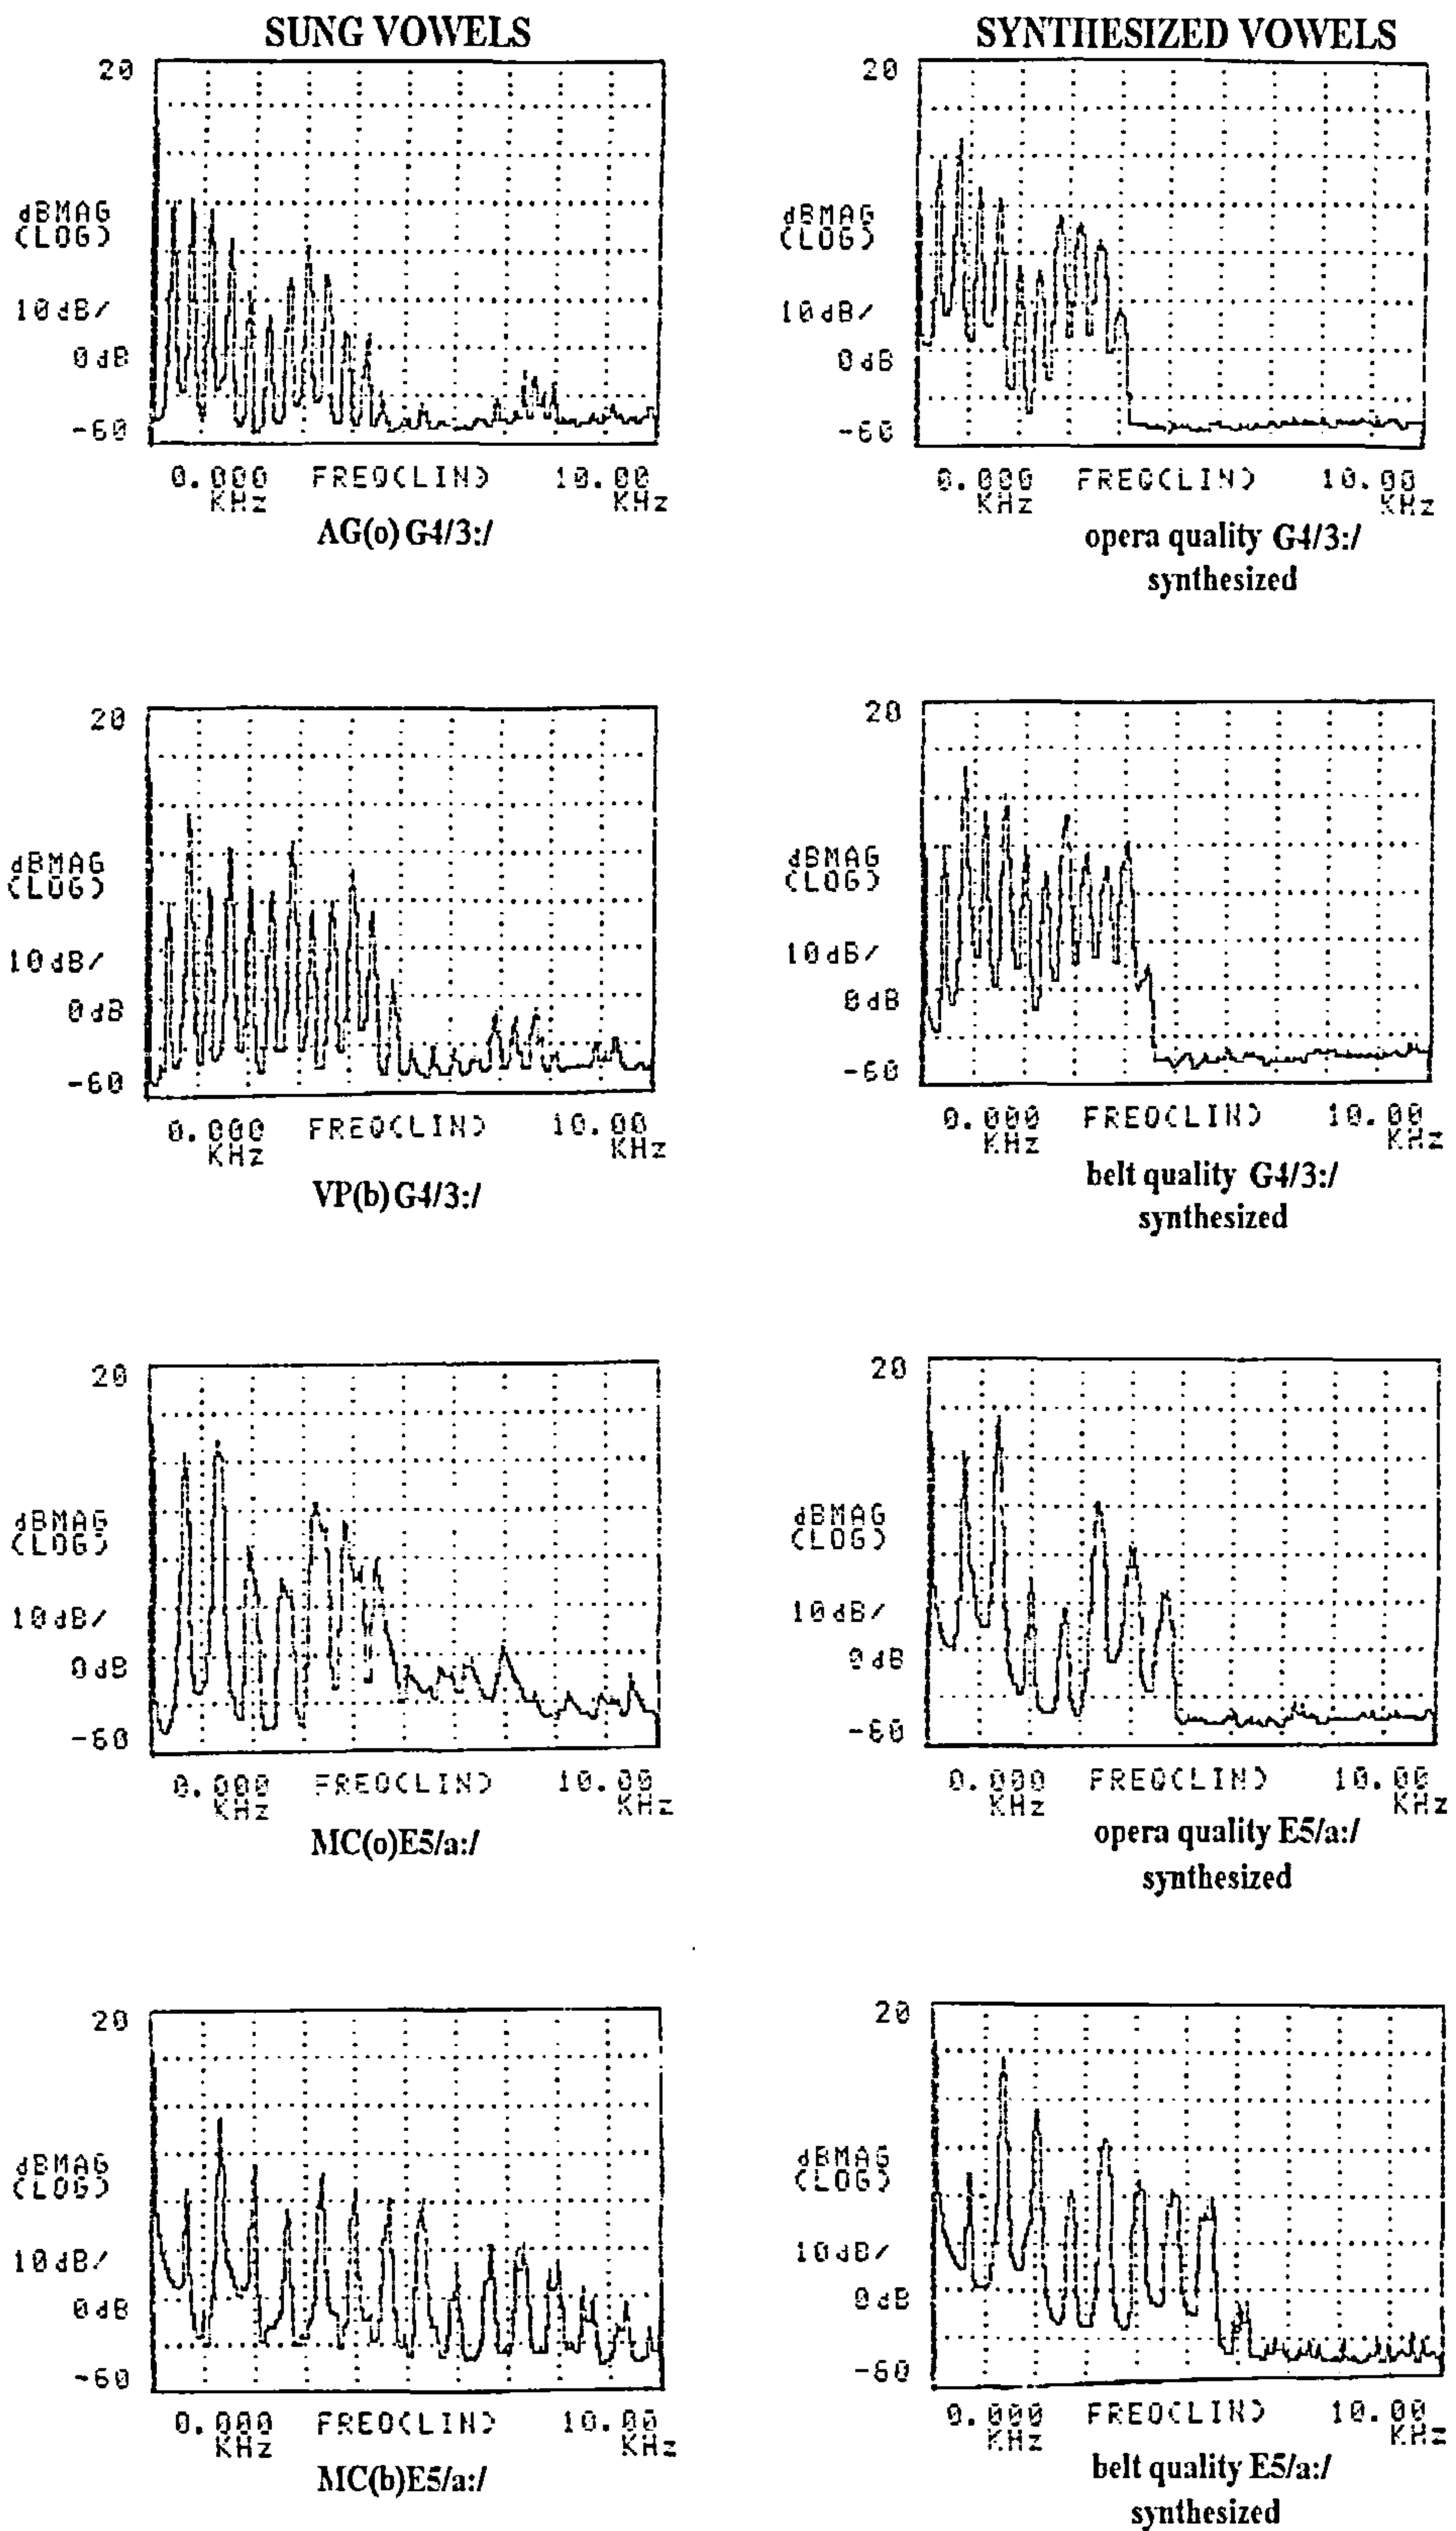 SUNG VOWELS
SYNTHESIZED VOWELS
20
dBMAG
(LOG)
10dB/
0dB
-60
0.000 FREQ(LIN) 10.00
KHz KHz
AG(o) G4/3:/
20
dBMAG
(LOG)
10dB/
0dB
-60
0.000 FREQ(LIN) 10.00
KHz KHz
opera quality G4/3:/
synthesized
20
dBMAG
(LOG)
10dB/
0dB
-60
0.000 FREQ(LIN) 10.00
KHz KHz
VP(b) G4/3:/
20
dBMAG
(LOG)
10dB/
0dB
-60
0.000 FREQ(LIN) 10.00
KHz KHz
belt quality G4/3:/
synthesized
20
dBMAG
(LOG)
10dB/
0dB
-60
0.000 FREQ(LIN) 10.00
KHz KHz
MC(o)E5/a:/
20
dBMAG
(LOG)
10dB/
0dB
-60
0.000 FREQ(LIN) 10.00
KHz KHz
opera quality E5/a:/
synthesized
20
dBMAG
(LOG)
10dB/
0dB
-60
0.000 FREQ(LIN) 10.00
KHz KHz
MC(b)E5/a:/
20
dBMAG
(LOG)
10dB/
0dB
-60
0.000 FREQ(LIN) 10.00
KHz KHz
belt quality E5/a:/
synthesized